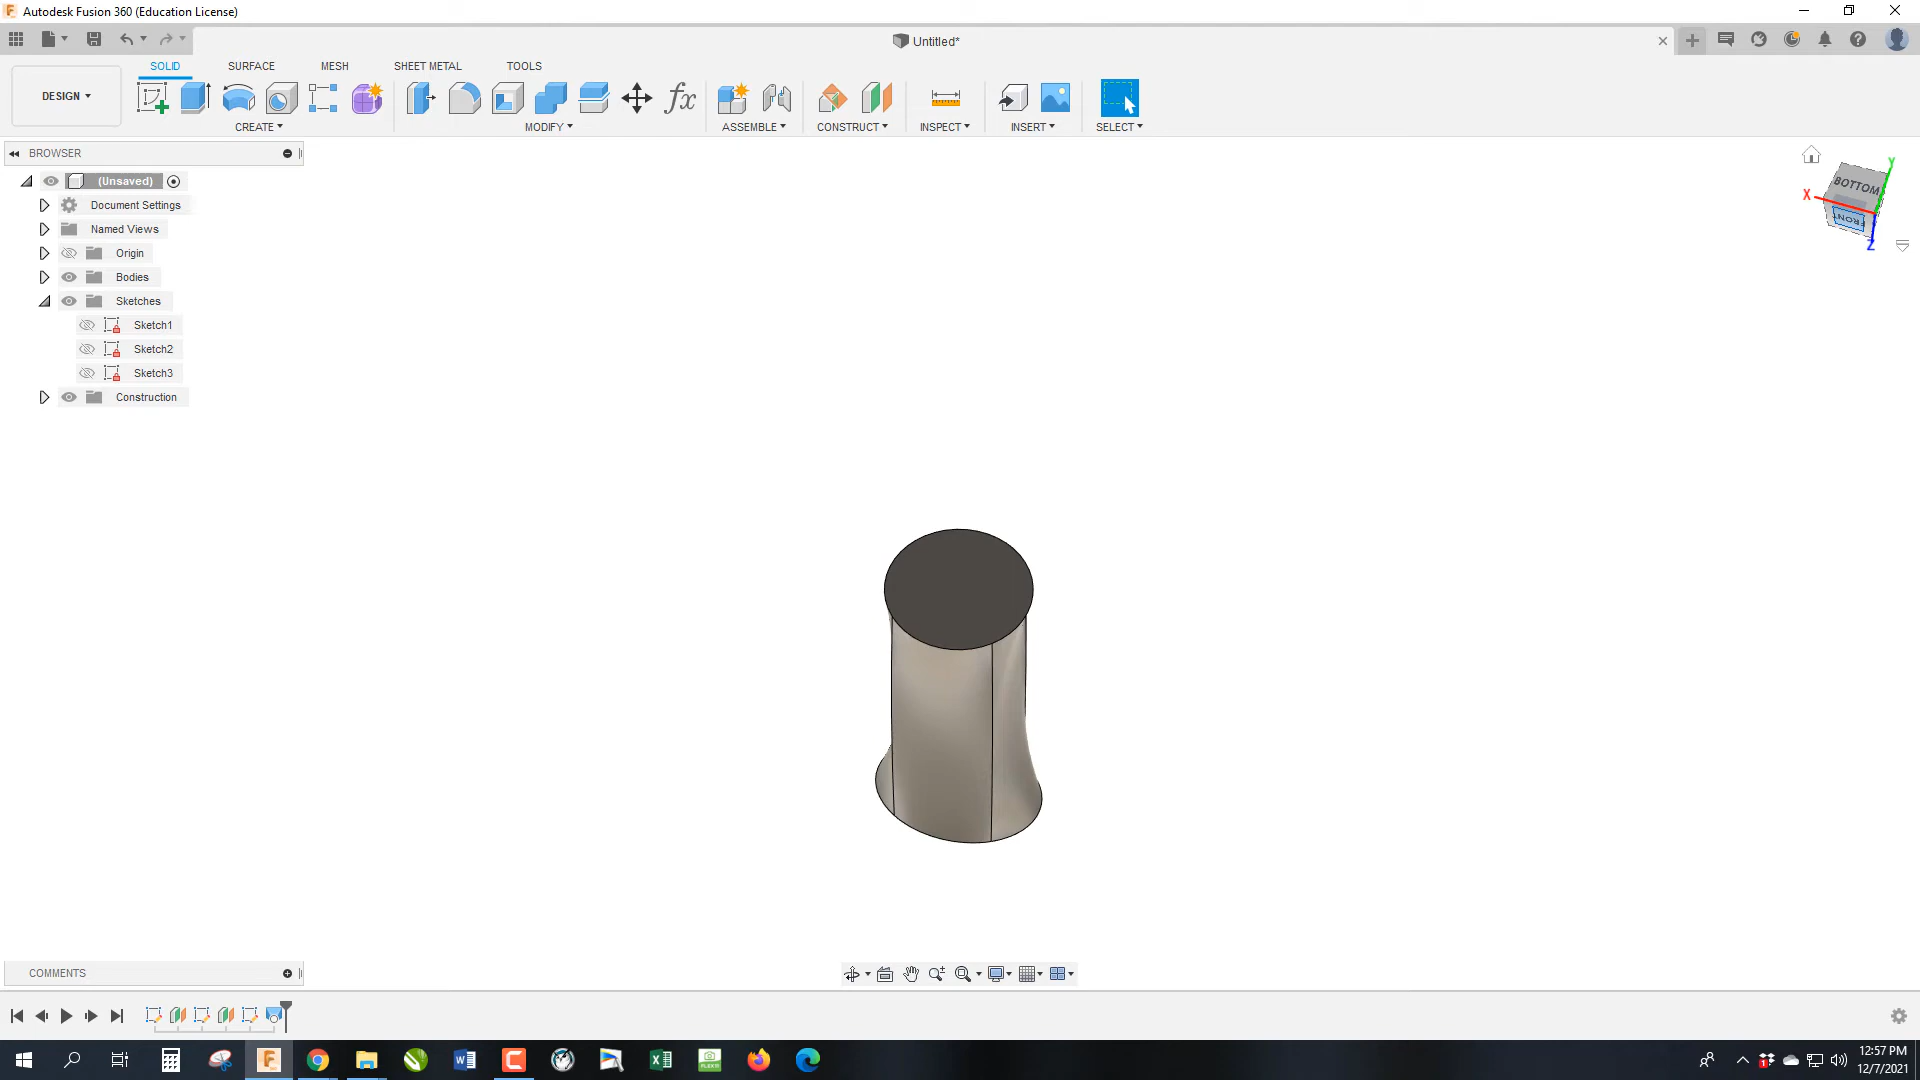 Autodesk Fusion 360 (Education License)
Untitled*
SOLID SURFACE MESH SHEET METAL TOOLS
DESIGN
fx
CREATE MODIFY ASSEMBLE CONSTRUCT INSPECT INSERT SELECT
BROWSER
(Unsaved)
Document Settings
Named Views
Origin
Bodies
Sketches
Sketch1
Sketch2
Sketch3
Construction
Y
BOTTOM
X
FRONT
Z
COMMENTS
12:57 PM
12/7/2021